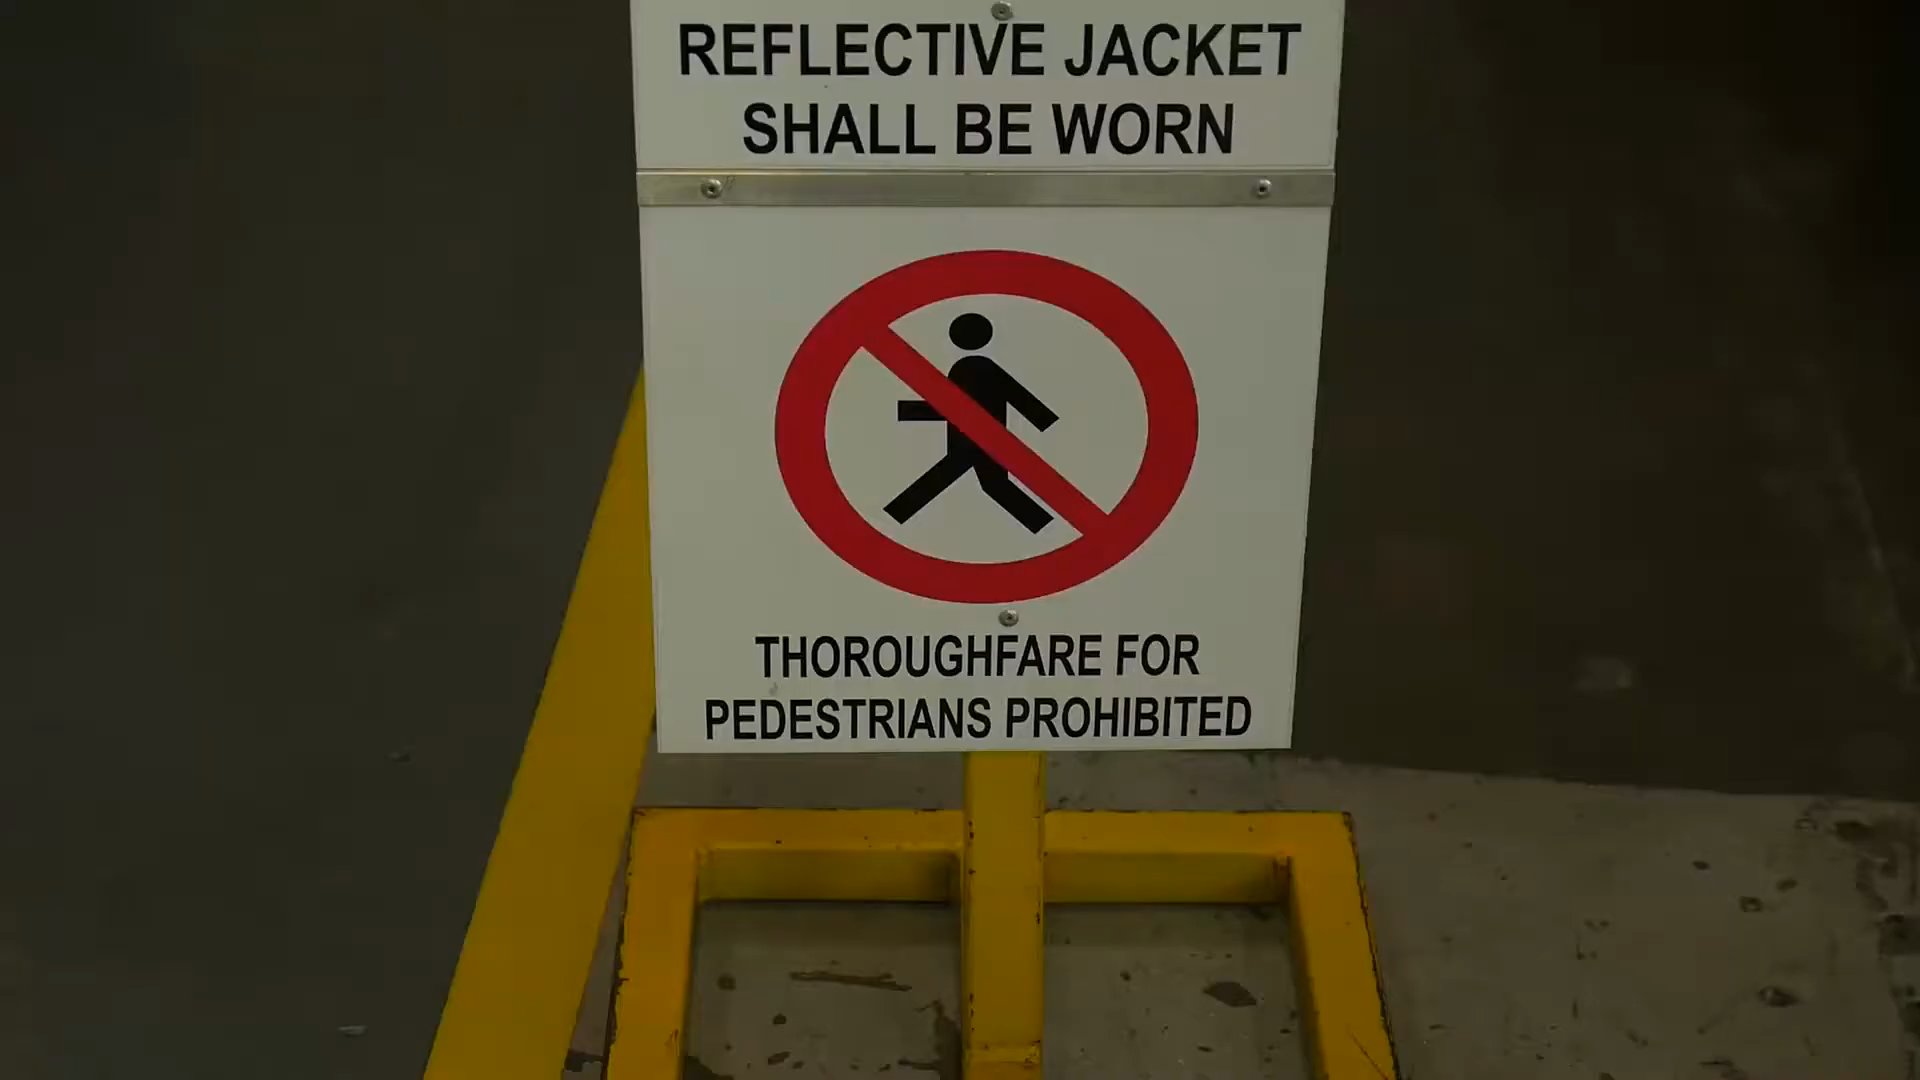 REFLECTIVE JACKET
SHALL BE WORN
THOROUGHFARE FOR
PEDESTRIANS PROHIBITED